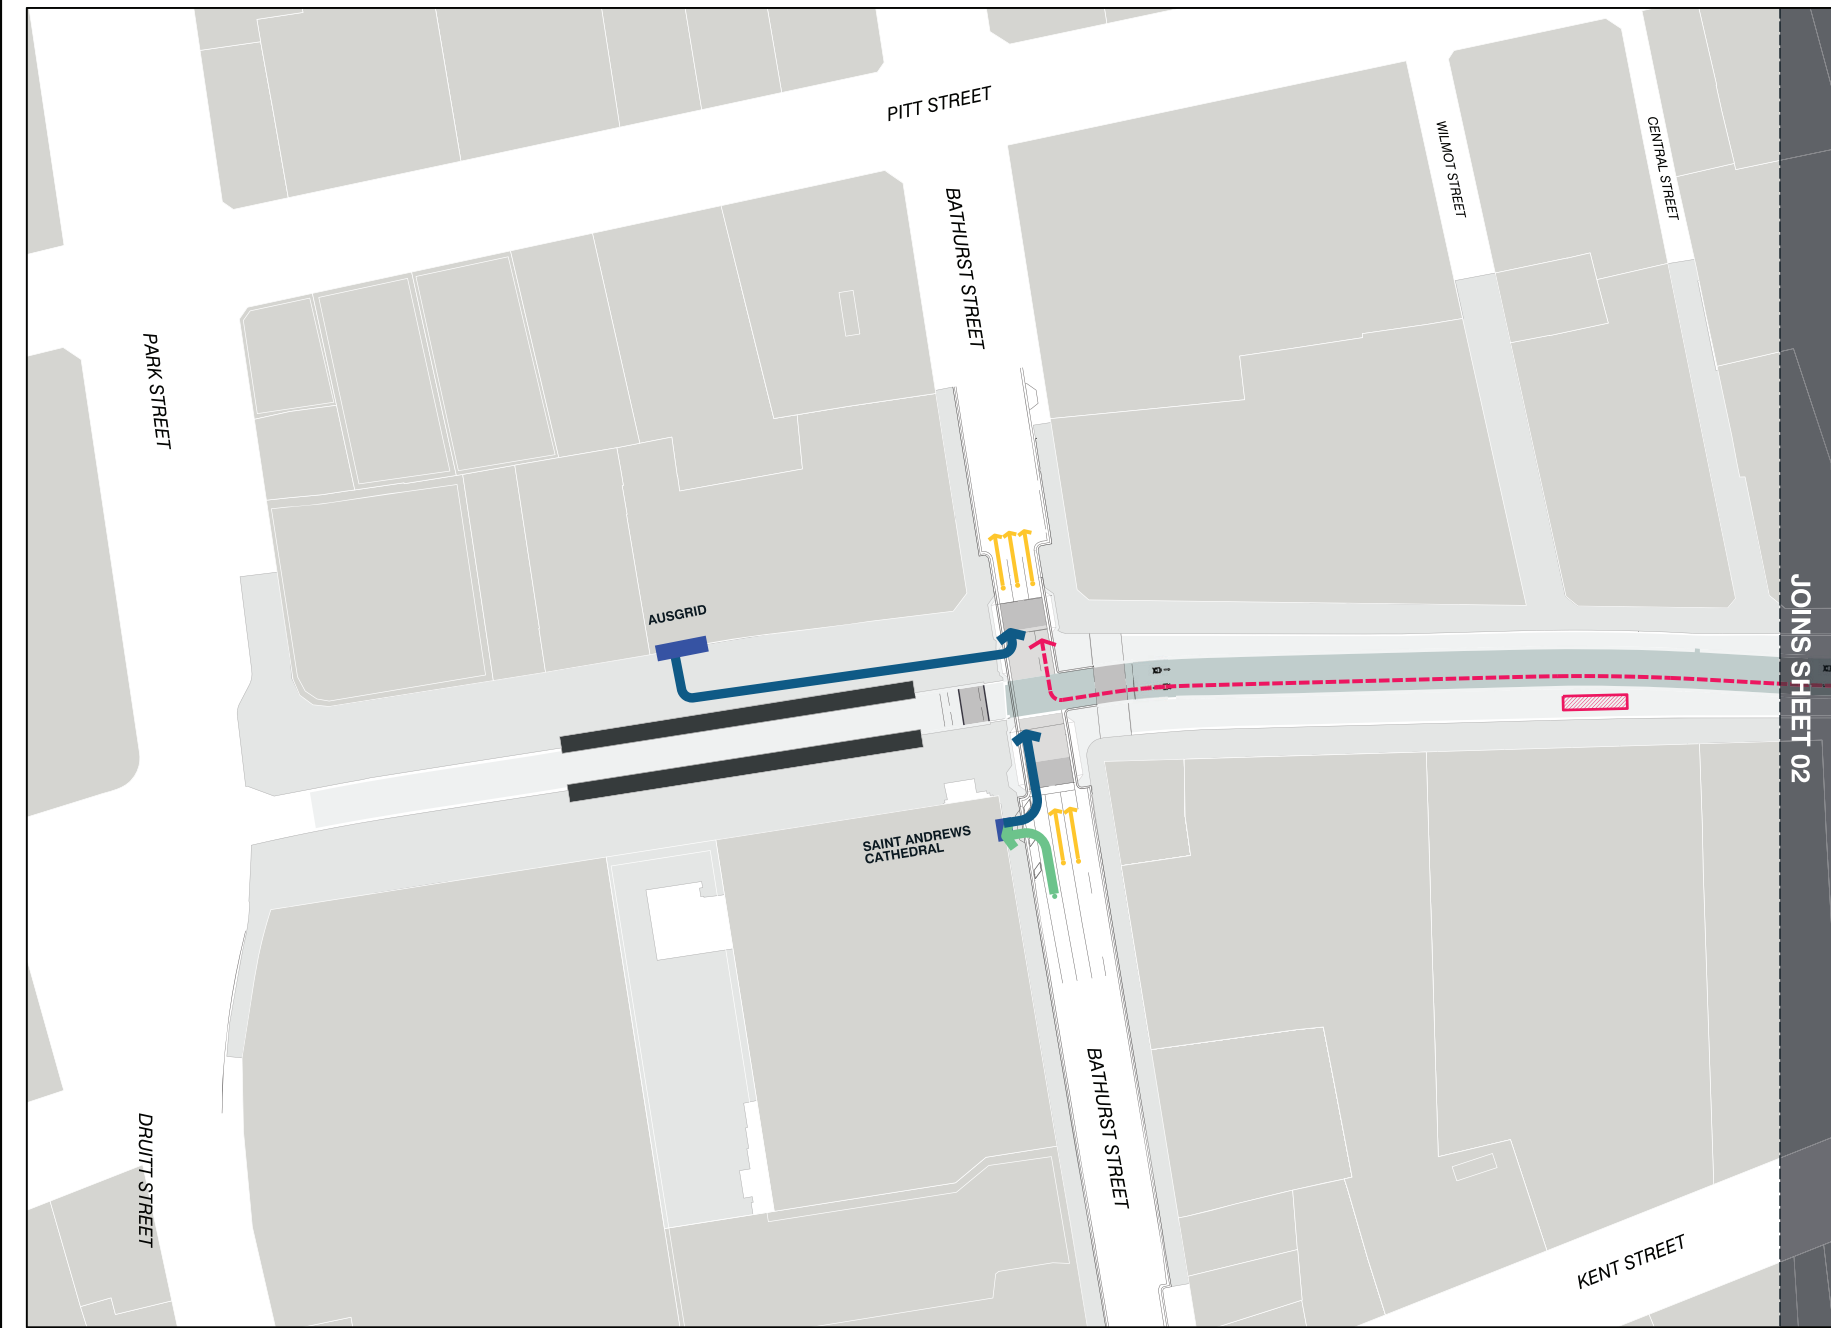 PITT STREET
WILMOT STREET
CENTRAL STREET
BATHURST STREET
PARK STREET
AUSGRID
JOINS SHEET 02
SAINT ANDREWS
CATHEDRAL
BATHURST STREET
DRUITT STREET
KENT STREET